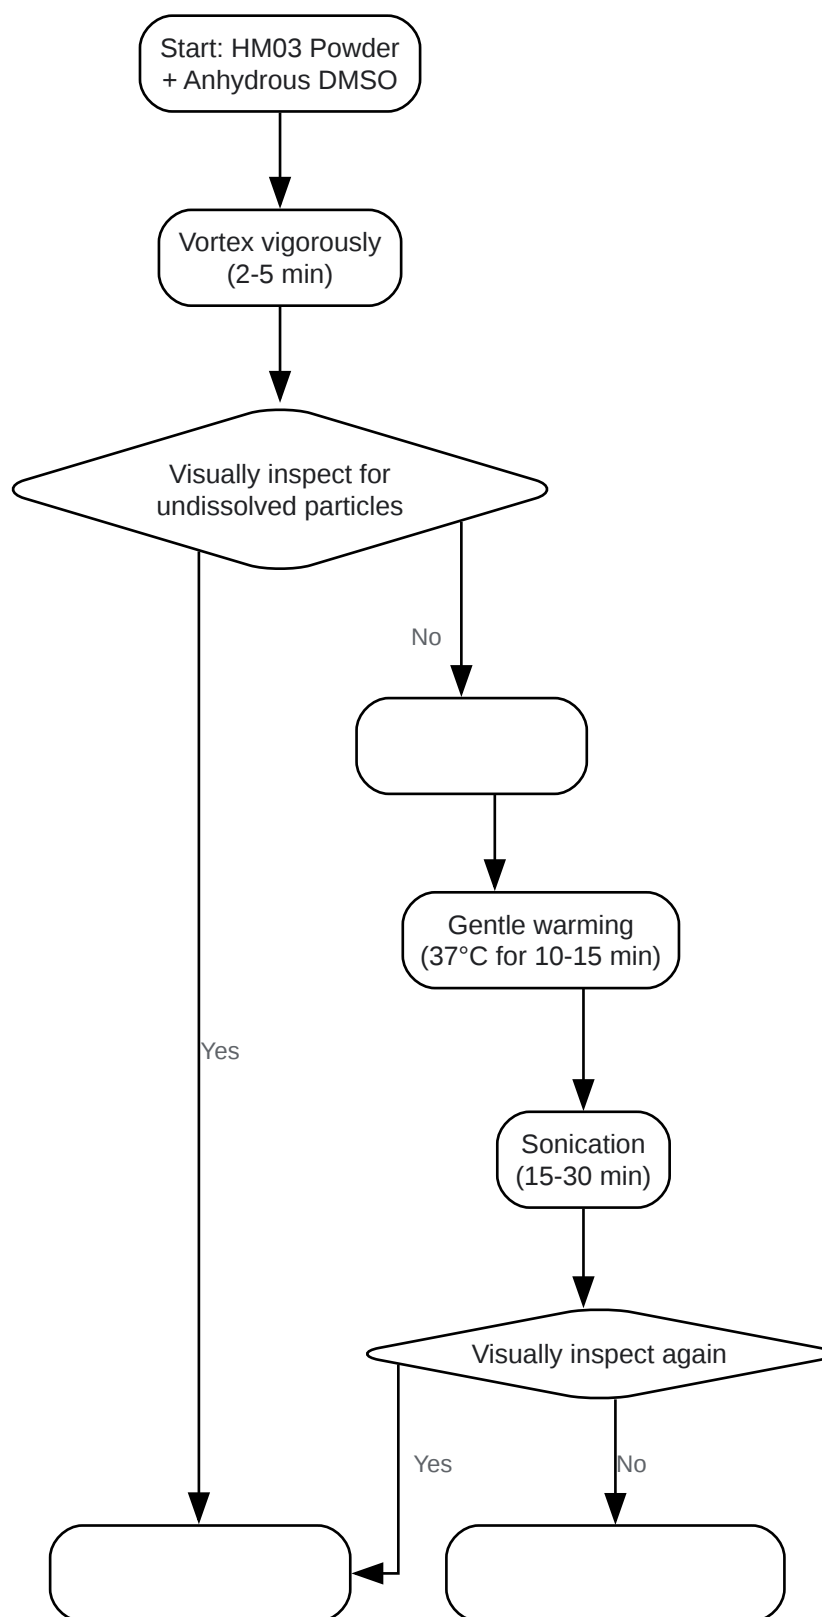 Start: HM03 Powder
+ Anhydrous DMSO
Vortex vigorously
(2-5 min)
Visually inspect for
undissolved particles
No
Gentle warming
(37°C for 10-15 min)
Yes
Sonication
(15-30 min)
Visually inspect again
Yes
No